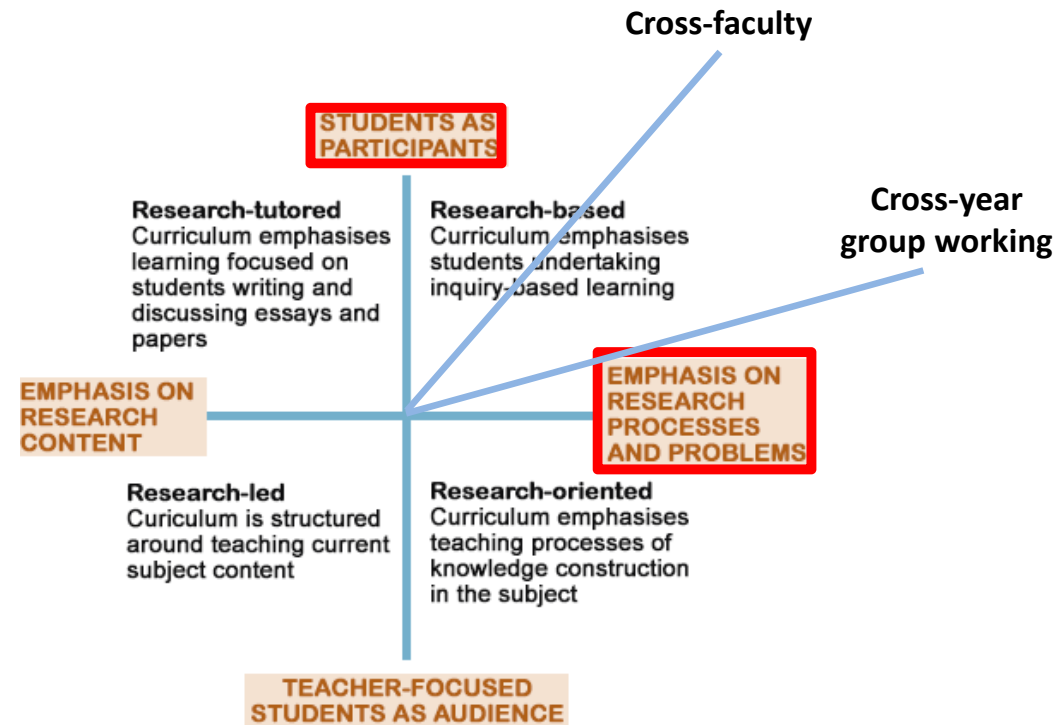 Cross-faculty
STUDENTS AS
PARTICIPANTS
Cross-year
group working
Research-tutored
Curriculum emphasises
learning focused on
students writing and
discussing essays and
papers
Research-based
Curriculum emphasises
students undertaking
inquiry-based learning
EMPHASIS ON
RESEARCH
CONTENT
EMPHASIS ON
RESEARCH
PROCESSES
AND PROBLEMS
Research-led
Curiculum is structured
around teaching current
subject content
Research-oriented
Curriculum emphasises
teaching processes of
knowledge construction
in the subject
TEACHER-FOCUSED
STUDENTS AS AUDIENCE